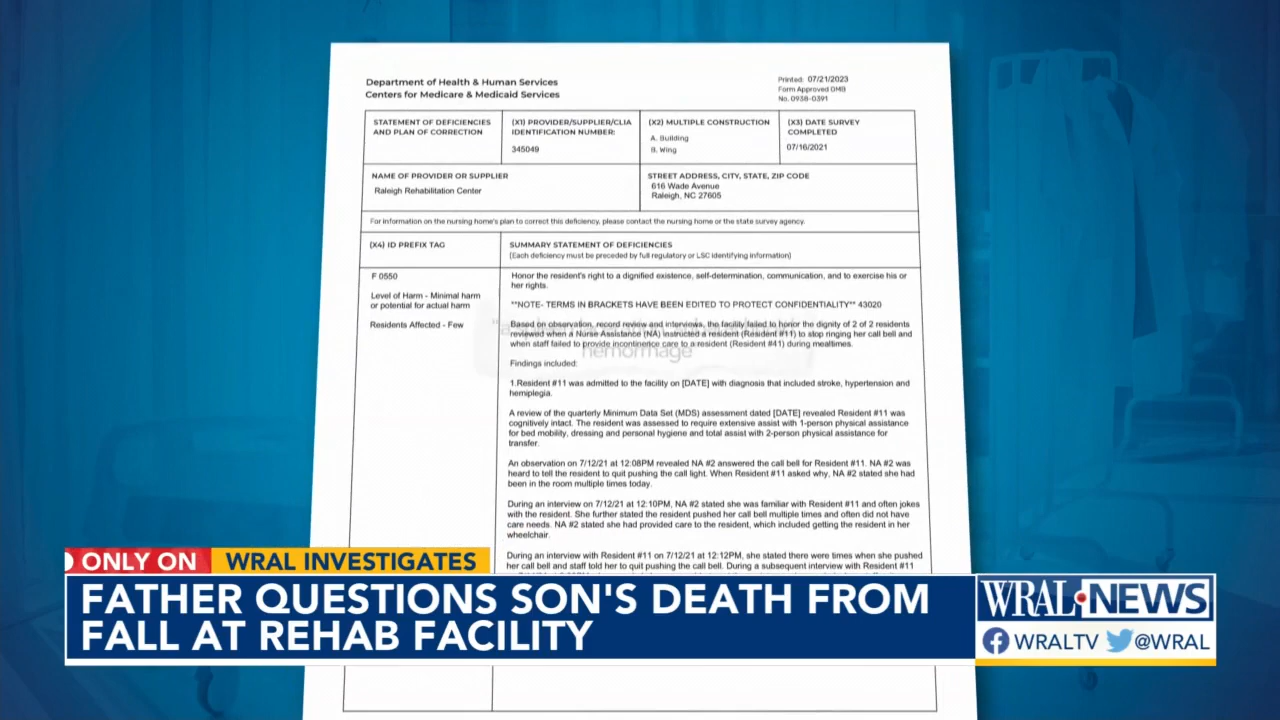 Department of Health & Human Services
Centers for Medicare & Medicaid Services
Printed: 07/21/2023
Form Approved OMB
No. 0938-0391
STATEMENT OF DEFICIENCIES
AND PLAN OF CORRECTION
(X1) PROVIDER/SUPPLIER/CLIA
IDENTIFICATION NUMBER:
345049
(X2) MULTIPLE CONSTRUCTION
A. Building
B. Wing
(X3) DATE SURVEY
COMPLETED
07/16/2021
NAME OF PROVIDER OR SUPPLIER
Raleigh Rehabilitation Center
STREET ADDRESS, CITY, STATE, ZIP CODE
616 Wade Avenue
Raleigh, NC 27605
For information on the nursing home's plan to correct this deficiency, please contact the nursing home or the state survey agency.
(X4) ID PREFIX TAG
SUMMARY STATEMENT OF DEFICIENCIES
(Each deficiency must be preceded by full regulatory or LSC identifying information)
F 0550
Level of Harm - Minimal harm
or potential for actual harm
Residents Affected - Few
Honor the resident's right to a dignified existence, self-determination, communication, and to exercise his or
her rights.
**NOTE- TERMS IN BRACKETS HAVE BEEN EDITED TO PROTECT CONFIDENTIALITY** 43020
Based on observation, record review and interviews, the facility failed to honor the dignity of 2 of 2 residents
reviewed when a Nurse Assistance (NA) instructed a resident (Resident #11) to stop ringing her call bell and
when staff failed to provide incontinence care to a resident (Resident #41) during mealtimes.
hemorrhage
Findings included:
1.Resident #11 was admitted to the facility on [DATE] with diagnosis that included stroke, hypertension and
hemiplegia.
A review of the quarterly Minimum Data Set (MDS) assessment dated [DATE] revealed Resident #11 was
cognitively intact. The resident was assessed to require extensive assist with 1-person physical assistance
for bed mobility, dressing and personal hygiene and total assist with 2-person physical assistance for
transfer.
An observation on 7/12/21 at 12:08PM revealed NA #2 answered the call bell for Resident #11. NA #2 was
heard to tell the resident to quit pushing the call light. When Resident #11 asked why, NA #2 stated she had
been in the room multiple times today.
During an interview on 7/12/21 at 12:10PM, NA #2 stated she was familiar with Resident #11 and often jokes
with the resident. She further stated the resident pushed her call bell multiple times and often did not have
care needs. NA #2 stated she had provided care to the resident, which included getting the resident in her
wheelchair.
During an interview with Resident #11 on 7/12/21 at 12:12PM, she stated there were times when she pushed
her call bell and staff told her to quit pushing the call bell. During a subsequent interview with Resident #11
ONLY ON
WRAL INVESTIGATES
FATHER QUESTIONS SON'S DEATH FROM
FALL AT REHAB FACILITY
WRAL NEWS
WRALTV @WRAL